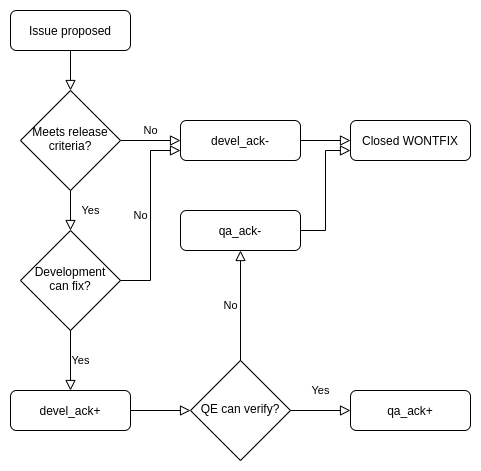 Issue proposed
Meets release
criteria?
No
devel_ack-
Closed WONTFIX
Yes
No
qa_ack-
Development
can fix?
No
Yes
Yes
devel_ack+
QE can verify?
qa_ack+